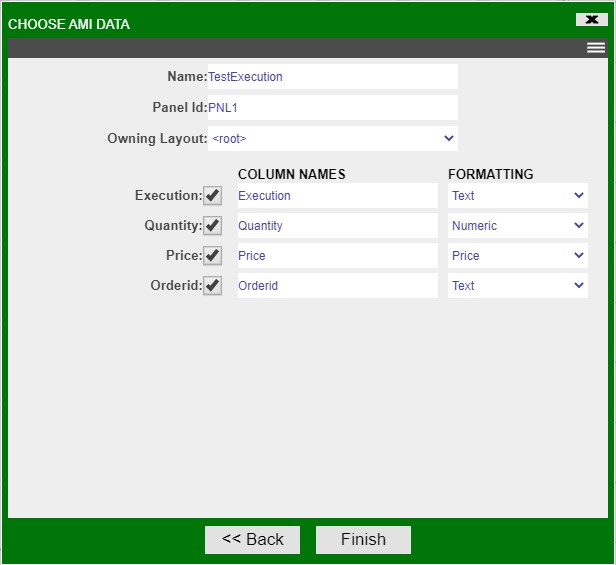 CHOOSE AMI DATA
Name: TestExecution
Panel Id: PNL1
Owning Layout: <root>
COLUMN NAMES FORMATTING
Execution: Execution Text
Quantity: Quantity Numeric
Price: Price Price
Orderid: Orderid Text
<< Back Finish